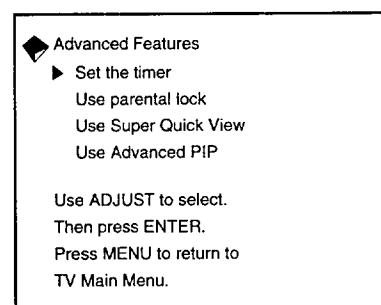 Advanced Features
Set the timer
Use parental lock
Use Super Quick View
Use Advanced PIP
Use ADJUST to select.
Then press ENTER.
Press MENU to return to
TV Main Menu.